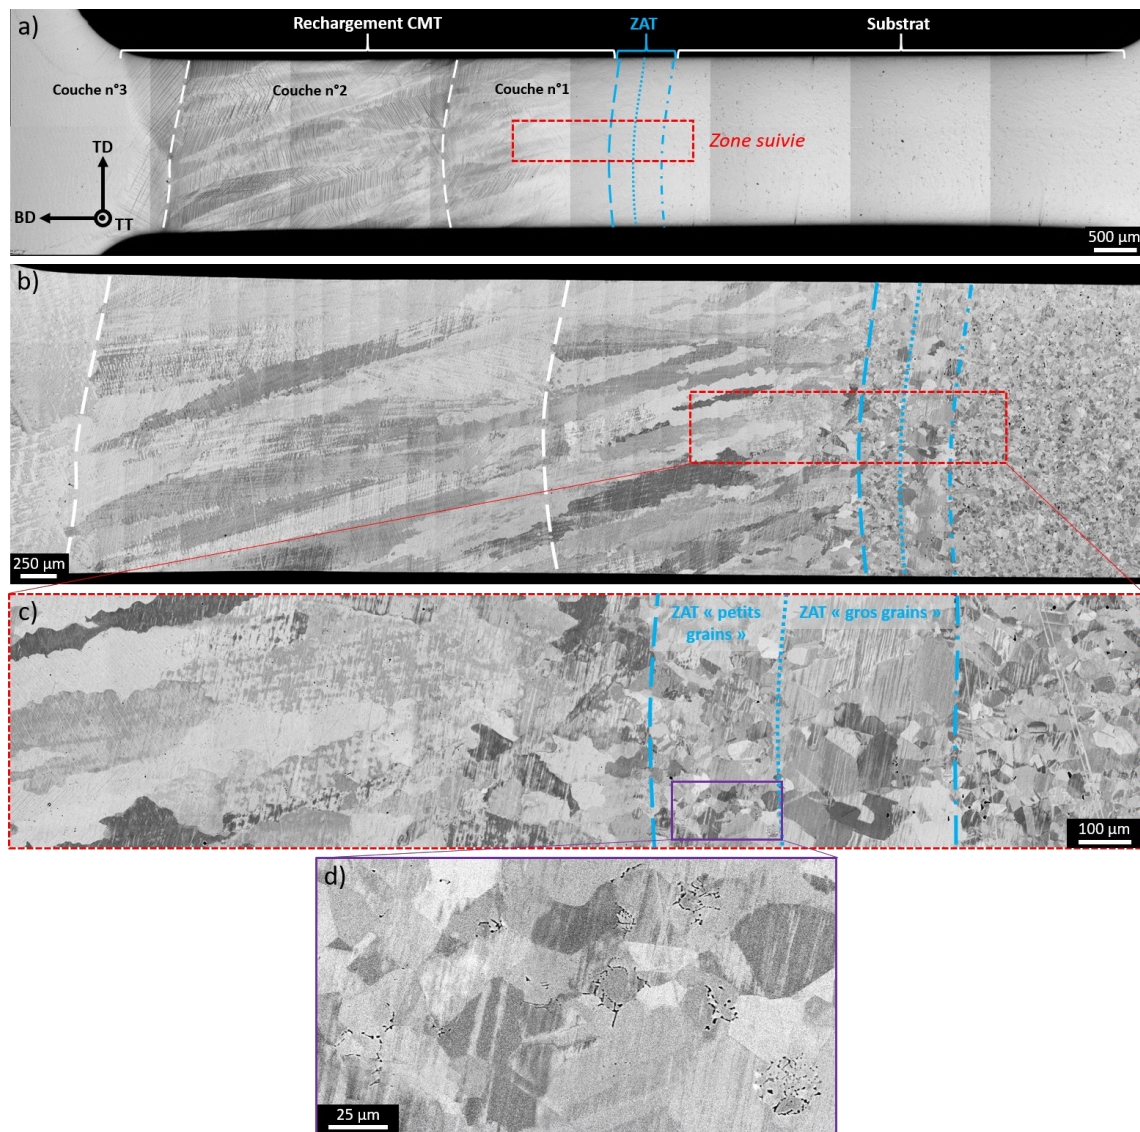 a)
Rechargement CMT
ZAT
Substrat
Couche n°3
Couche n°2
Couche n°1
Zone suivie
TD
BD
TT
500 µm
b)
250 µm
c)
ZAT « petits
grains »
ZAT « gros grains »
100 µm
d)
25 µm